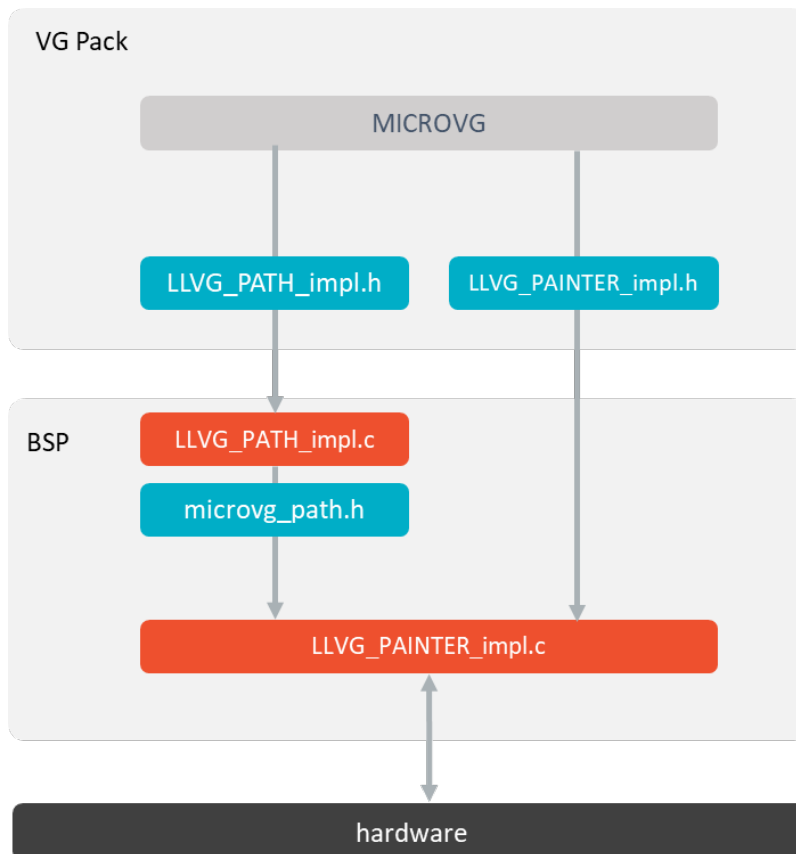 VG Pack
MICROVG
LLVG_PATH_impl.h
LLVG_PAINTER_impl.h
BSP
LLVG_PATH_impl.c
microvg_path.h
LLVG_PAINTER_impl.c
hardware